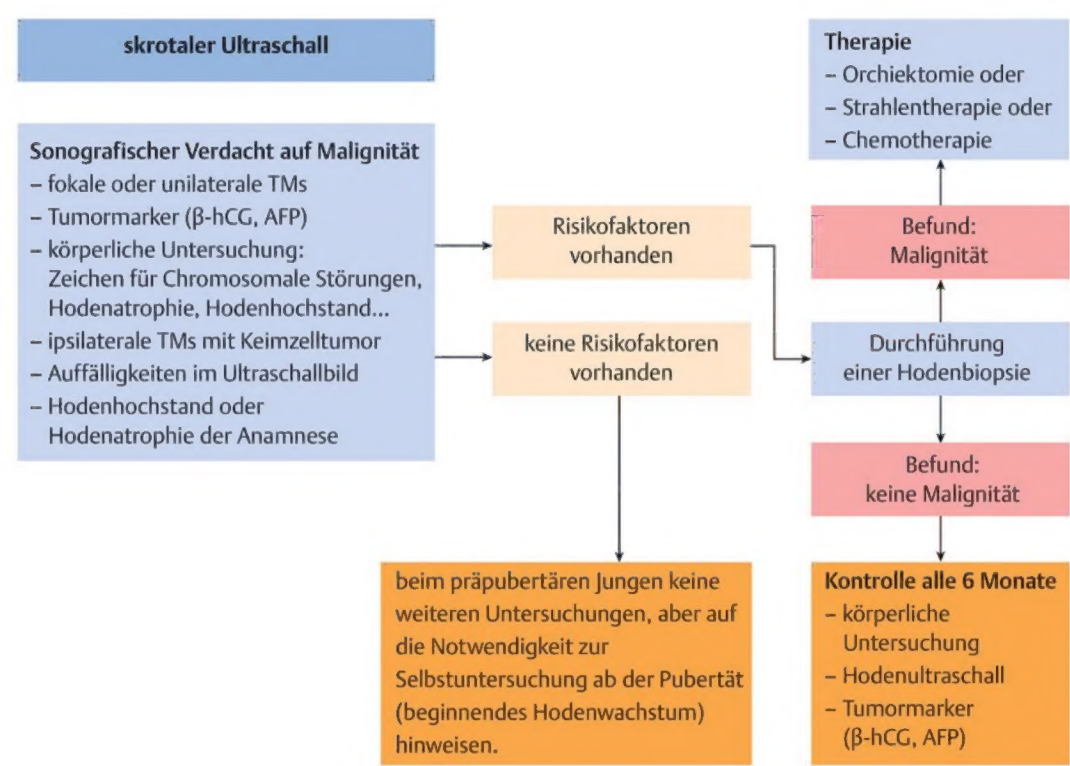 skrotaler Ultraschall
Sonografischer Verdacht auf Malignität
– fokale oder unilaterale TMs
– Tumormarker (β-hCG, AFP)
– körperliche Untersuchung:
Zeichen für Chromosomale Störungen,
Hodenatrophie, Hodenhochstand...
– ipsilaterale TMs mit Keimzelltumor
– Auffälligkeiten im Ultraschallbild
– Hodenhochstand oder
Hodenatrophie der Anamnese
Risikofaktoren
vorhanden
keine Risikofaktoren
vorhanden
Therapie
– Orchiektomie oder
– Strahlentherapie oder
– Chemotherapie
Befund:
Malignität
Durchführung
einer Hodenbiopsie
Befund:
keine Malignität
beim präpubertären Jungen keine
weiteren Untersuchungen, aber auf
die Notwendigkeit zur
Selbstuntersuchung ab der Pubertät
(beginnendes Hodenwachstum)
hinweisen.
Kontrolle alle 6 Monate
– körperliche
Untersuchung
– Hodenultraschall
– Tumormarker
(β-hCG, AFP)